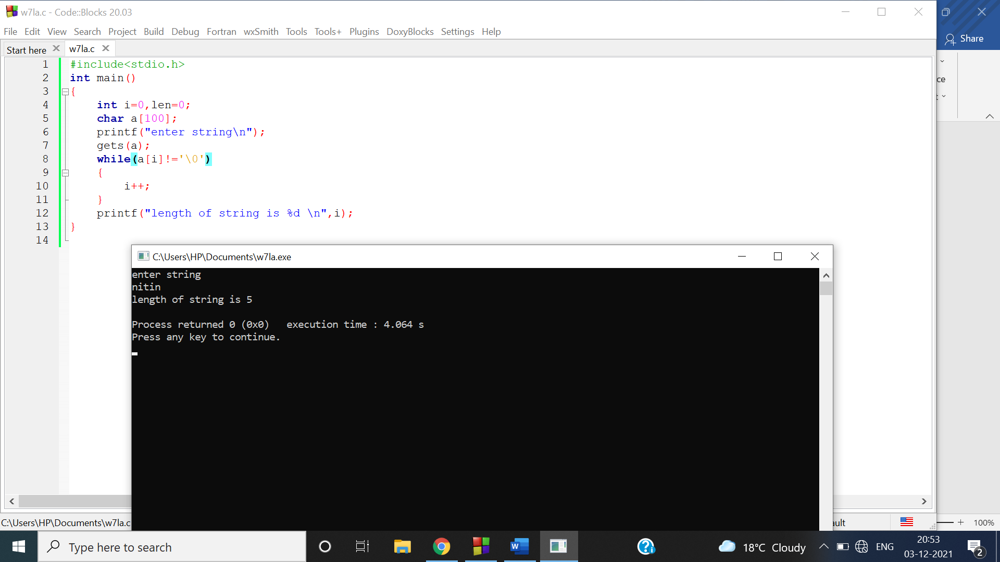 w7la.c - Code::Blocks 20.03
File Edit View Search Project Build Debug Fortran wxSmith Tools Tools+ Plugins DoxyBlocks Settings Help
Share
Start here w7la.c
1 #include<stdio.h>
2 int main()
3 {
4 int i=0,len=0;
5 char a[100];
6 printf("enter string\n");
7 gets(a);
8 while(a[i]!='\0')
9 {
10 i++;
11 }
12 printf("length of string is %d \n",i);
13 }
14
ce
C:\Users\HP\Documents\w7la.exe
enter string
nitin
length of string is 5
Process returned 0 (0x0)   execution time : 4.064 s
Press any key to continue.
C:\Users\HP\Documents\w7la.c
ault
100%
Type here to search
18°C Cloudy
ENG
20:53
03-12-2021
2